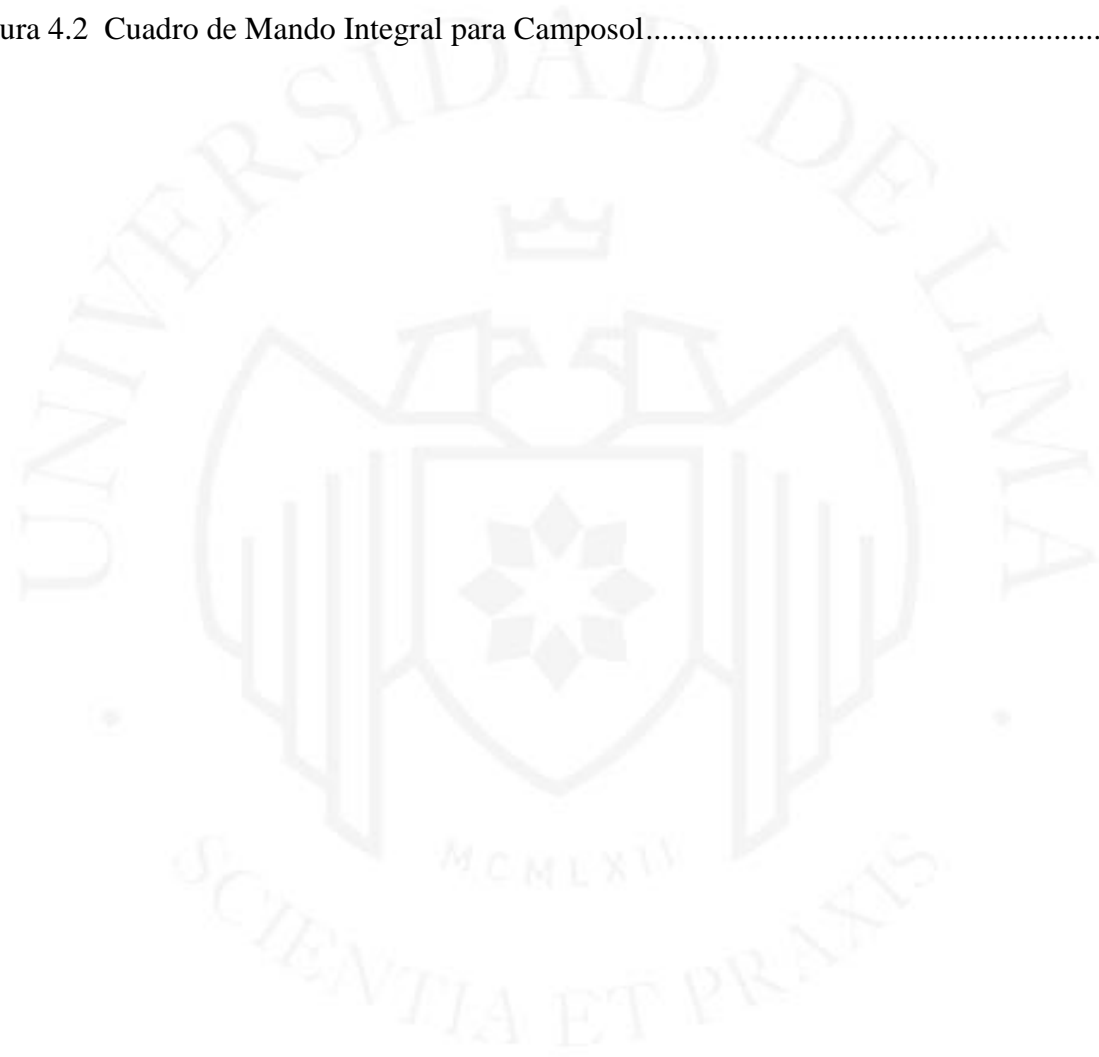 ura 4.2 Cuadro de Mando Integral para Camposol........................................................
UNIVERSIDAD DE LIMA
MCMLXII
SCIENTIA ET PRAXIS